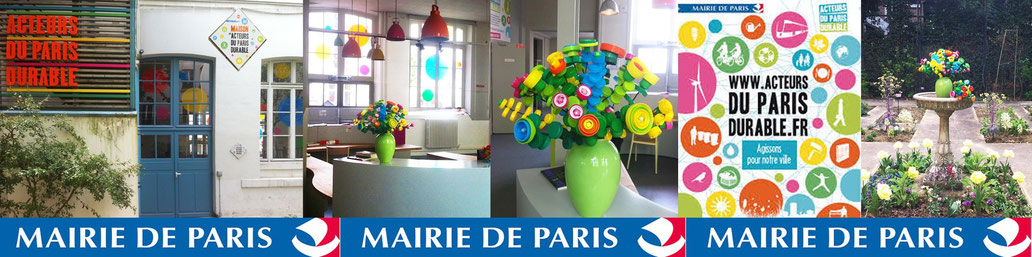 ACTEURS
DU PARIS
DURABLE
MAISON
DES ACTEURS
DU PARIS
DURABLE
MAIRIE DE PARIS
ACTEURS
DU PARIS
DURABLE
WWW.ACTEURS
DU PARIS
DURABLE.FR
Agissons
pour notre ville
MAIRIE DE PARIS
MAIRIE DE PARIS
MAIRIE DE PARIS